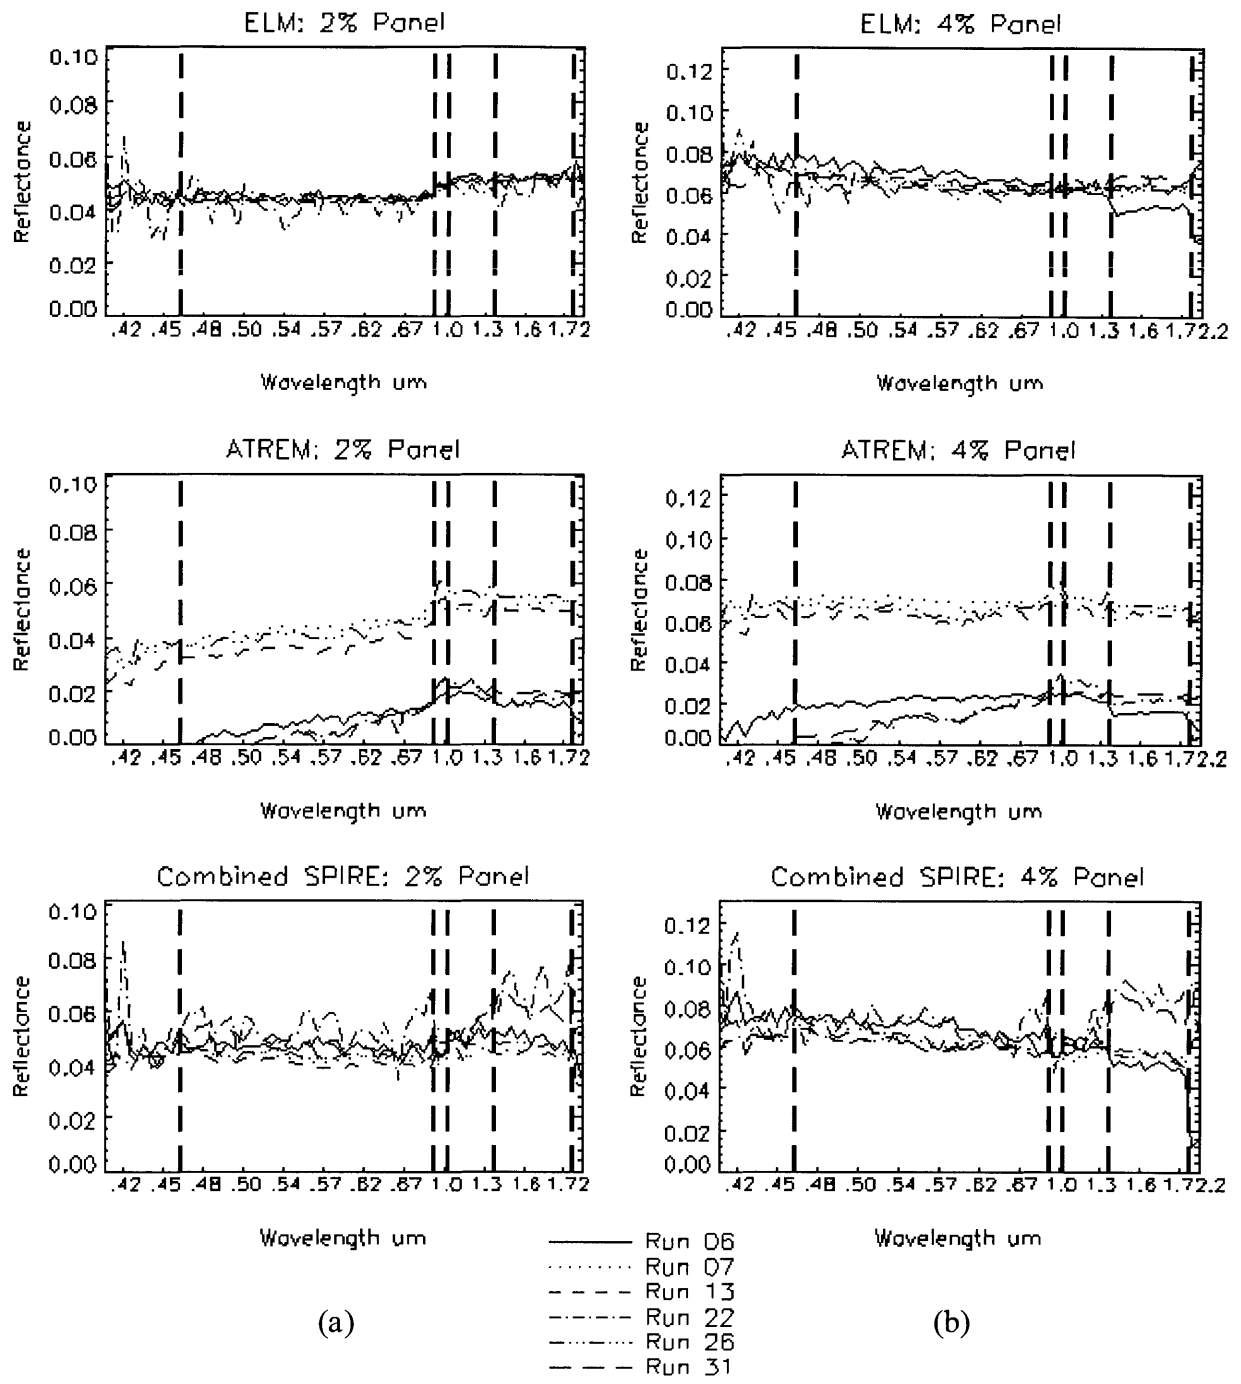 ELM: 2% Panel
0.10
0.08
0.06
0.04
0.02
0.00
Reflectance
.42 .45 .48 .50 .54 .57 .62 .67 1.0 1.3 1.6 1.72
Wavelength um
ELM: 4% Panel
0.12
0.10
0.08
0.06
0.04
0.02
0.00
Reflectance
.42 .45 .48 .50 .54 .57 .62 .67 1.0 1.3 1.6 1.72.2
Wavelength um
ATREM: 2% Panel
0.10
0.08
0.06
0.04
0.02
0.00
Reflectance
.42 .45 .48 .50 .54 .57 .62 .67 1.0 1.3 1.6 1.72
Wavelength um
ATREM: 4% Panel
0.12
0.10
0.08
0.06
0.04
0.02
0.00
Reflectance
.42 .45 .48 .50 .54 .57 .62 .67 1.0 1.3 1.6 1.72.2
Wavelength um
Combined SPIRE: 2% Panel
0.10
0.08
0.06
0.04
0.02
0.00
Reflectance
.42 .45 .48 .50 .54 .57 .62 .67 1.0 1.3 1.6 1.72
Wavelength um
Combined SPIRE: 4% Panel
0.12
0.10
0.08
0.06
0.04
0.02
0.00
Reflectance
.42 .45 .48 .50 .54 .57 .62 .67 1.0 1.3 1.6 1.72.2
Wavelength um
Run 06
Run 07
Run 13
Run 22
Run 26
Run 31
(a)
(b)